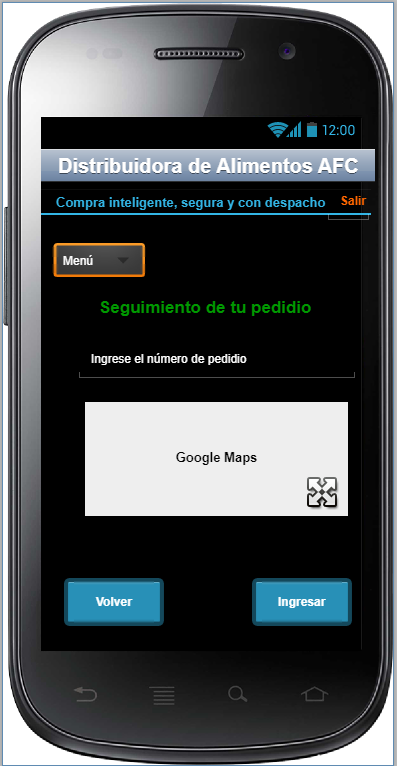 12:00
Distribuidora de Alimentos AFC
Compra inteligente, segura y con despacho Salir
Menú
Seguimiento de tu pedidio
Ingrese el número de pedidio
Google Maps
Volver Ingresar